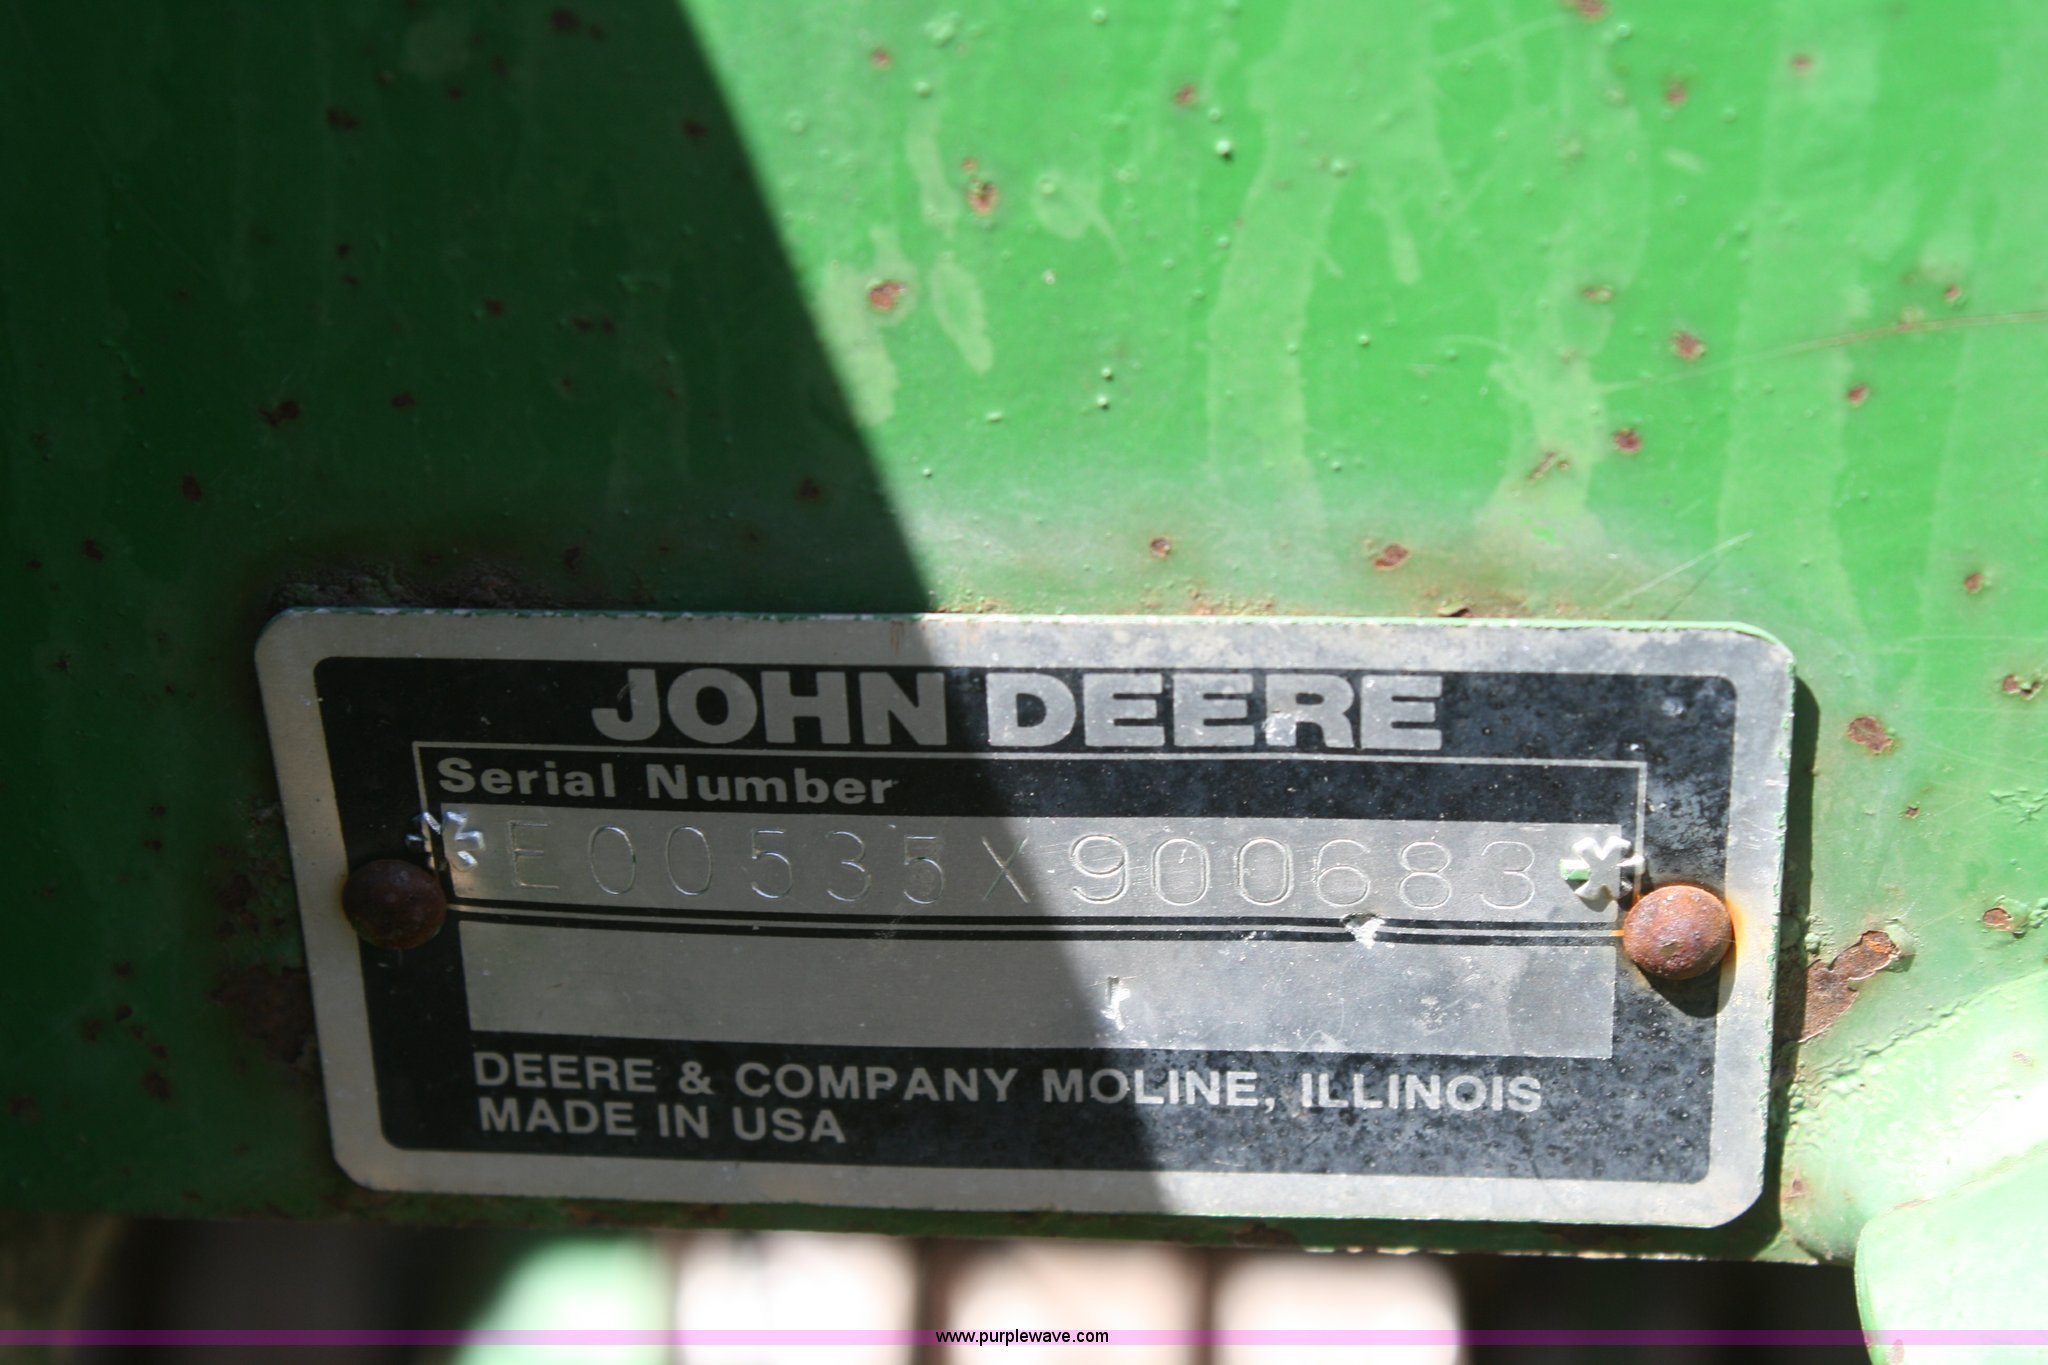 JOHN DEERE
Serial Number
*E00535X900683*
DEERE & COMPANY MOLINE, ILLINOIS
MADE IN USA
www.purplewave.com